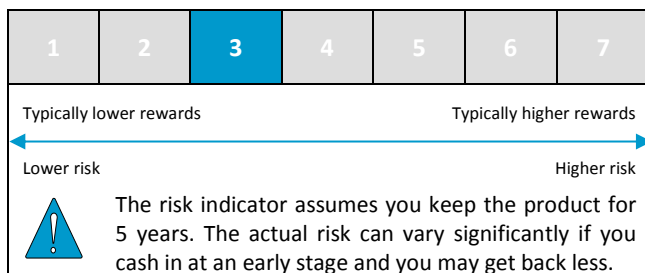 1 2 3 4 5 6 7
Typically lower rewards Typically higher rewards
Lower risk Higher risk
! The risk indicator assumes you keep the product for
5 years. The actual risk can vary significantly if you
cash in at an early stage and you may get back less.